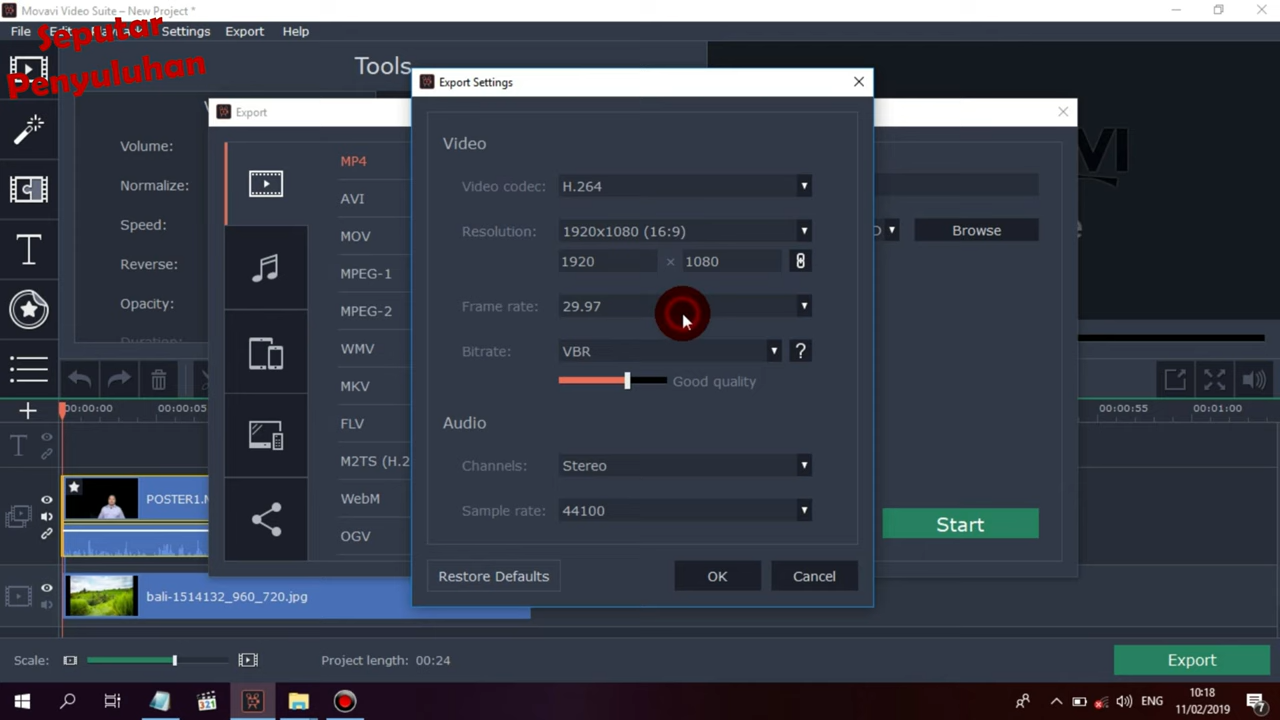 Movavi Video Suite – New Project *
File Edit Playback Settings Export Help
Seputar
Penyuluhan
Tools
Export Settings
Export
Video
Volume:
Normalize:
Speed:
Reverse:
Opacity:
Duration:
MP4
AVI
MOV
MPEG-1
MPEG-2
WMV
MKV
FLV
M2TS (H.2
WebM
OGV
Video codec: H.264
Resolution: 1920x1080 (16:9)
1920 × 1080
Frame rate: 29.97
Bitrate: VBR ?
Good quality
Audio
Channels: Stereo
Sample rate: 44100
Restore Defaults OK Cancel
Browse
Start
00:00:00 00:00:05 00:00:55 00:01:00
T
POSTER1.M
bali-1514132_960_720.jpg
Scale: Project length: 00:24 Export
ENG
10:18
11/02/2019
7